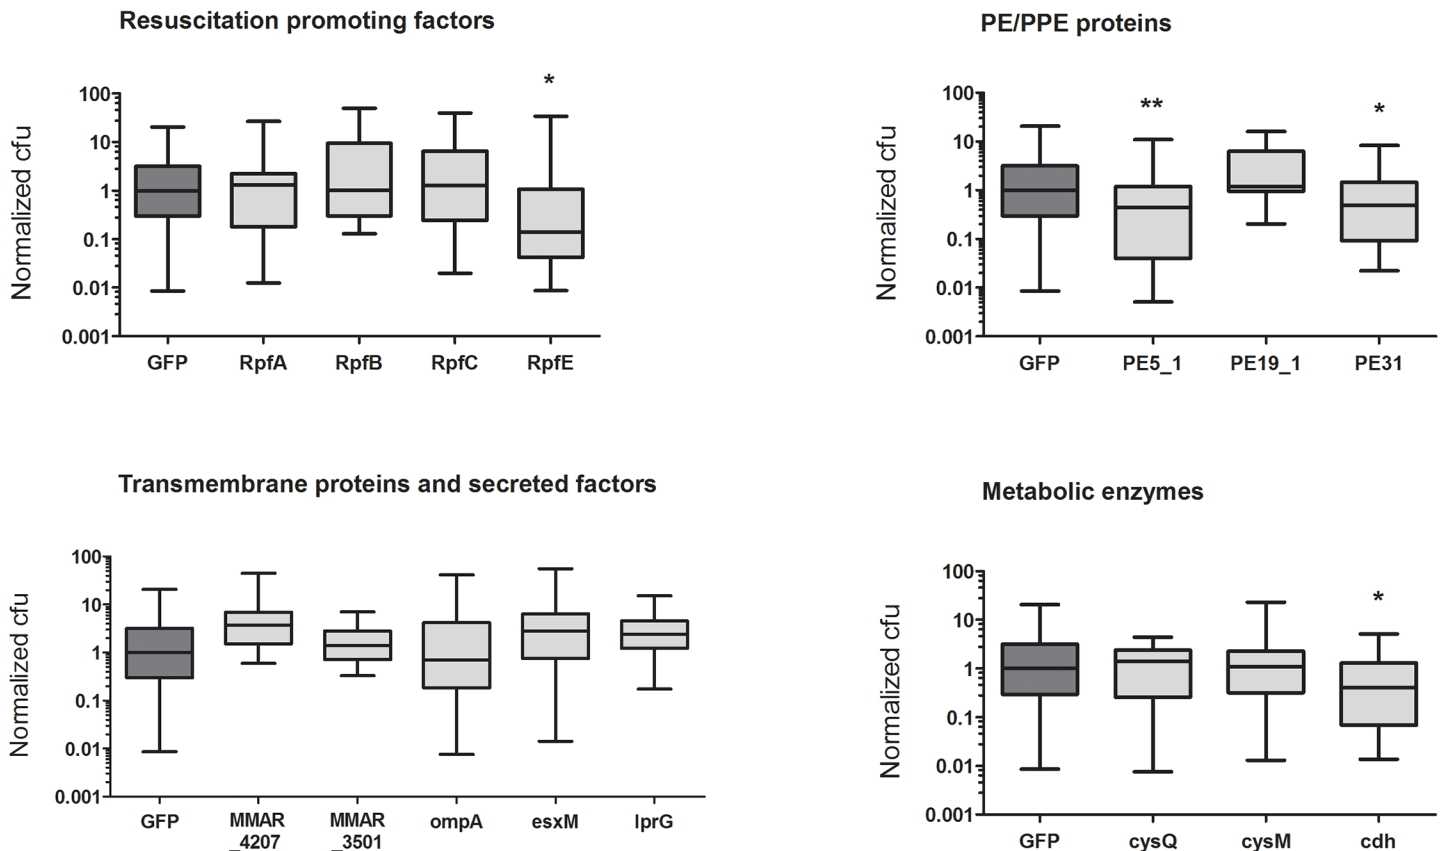 Resuscitation promoting factors
*
Normalized cfu
100
10
1
0.1
0.01
0.001
GFP RpfA RpfB RpfC RpfE
PE/PPE proteins
** *
Normalized cfu
100
10
1
0.1
0.01
0.001
GFP PE5_1 PE19_1 PE31
Transmembrane proteins and secreted factors
Normalized cfu
100
10
1
0.1
0.01
0.001
GFP MMAR MMAR ompA esxM lprG
_4207 _3501
Metabolic enzymes
*
Normalized cfu
100
10
1
0.1
0.01
0.001
GFP cysQ cysM cdh